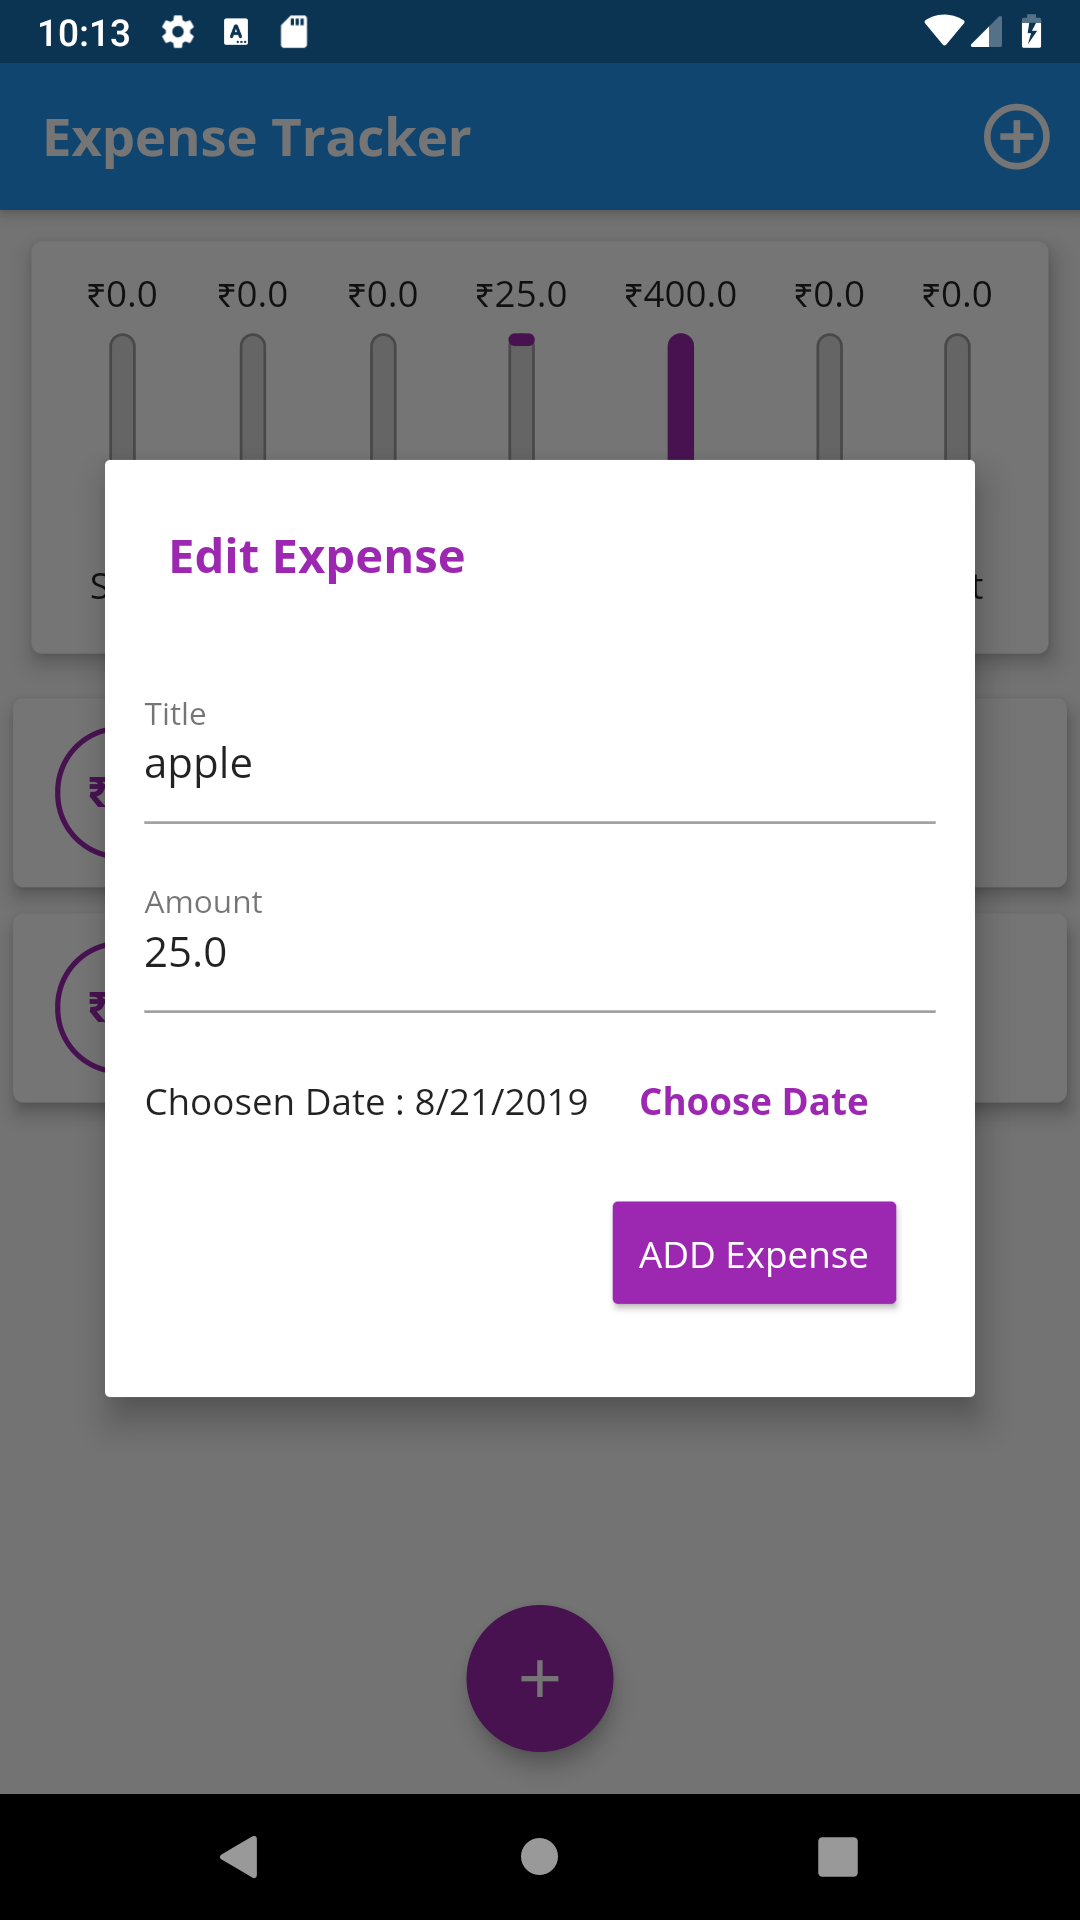 10:13
Expense Tracker
₹0.0 ₹0.0 ₹0.0 ₹25.0 ₹400.0 ₹0.0 ₹0.0
S t
Edit Expense
Title
apple
₹
Amount
25.0
₹
Choosen Date : 8/21/2019 Choose Date
ADD Expense